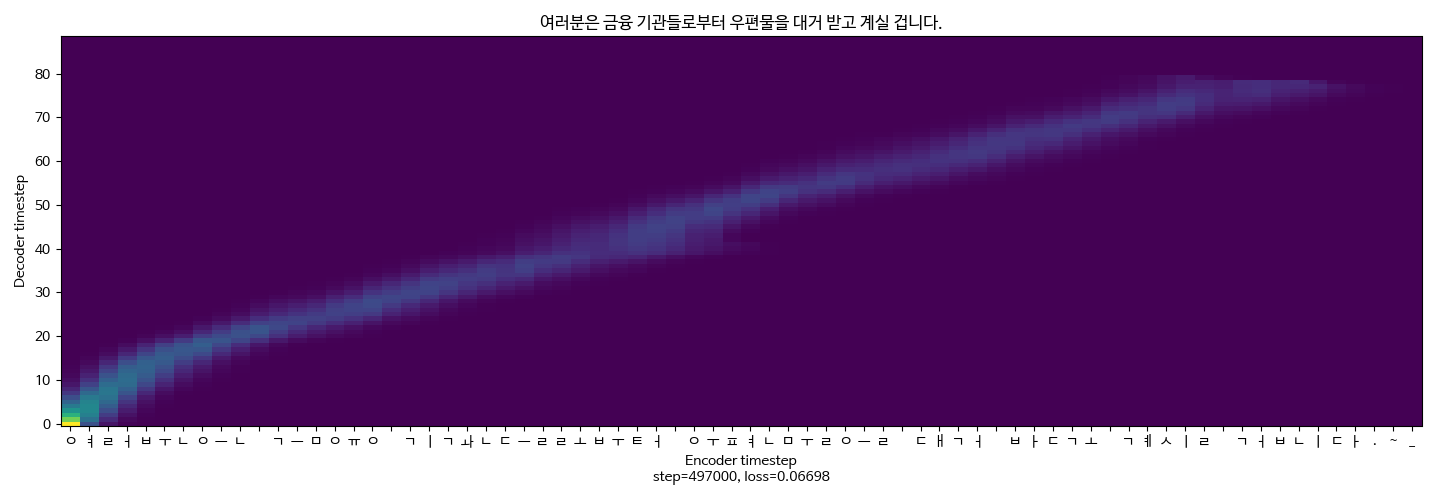 여러분은 금융 기관들로부터 우편물을 대거 받고 계실 겁니다.
80
70
60
50
40
30
20
10
0
Decoder timestep
ㅇ ㅕ ㄹ ㅓ ㅂ ㅜ ㄴ ㅇ ㅡ ㄴ ㄱ ㅡ ㅁ ㅇ ㅠ ㅇ ㄱ ㅣ ㄱ ㅘ ㄴ ㄷ ㅡ ㄹ ㄹ ㅗ ㅂ ㅜ ㅌ ㅓ ㅇ ㅜ ㅍ ㅕ ㄴ ㅁ ㅜ ㄹ ㅇ ㅡ ㄹ ㄷ ㅐ ㄱ ㅓ ㅂ ㅏ ㄷ ㄱ ㅗ ㄱ ㅖ ㅅ ㅣ ㄹ ㄱ ㅓ ㅂ ㄴ ㅣ ㄷ ㅏ . ~ _
Encoder timestep
step=497000, loss=0.06698